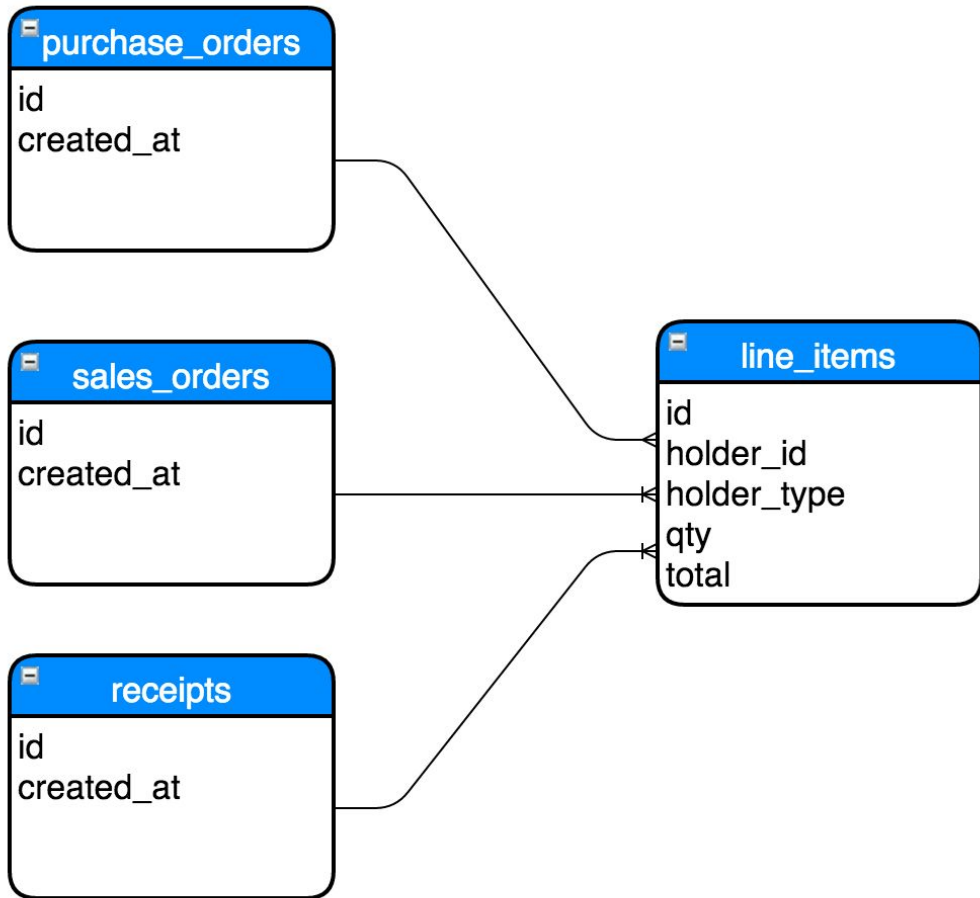 purchase_orders
id
created_at
sales_orders
id
created_at
receipts
id
created_at
line_items
id
holder_id
holder_type
qty
total